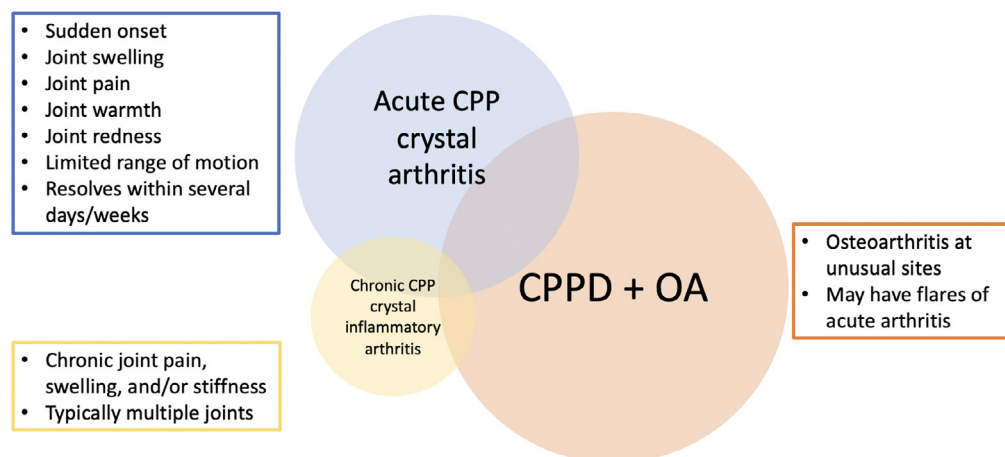 • Sudden onset
• Joint swelling
• Joint pain
• Joint warmth
• Joint redness
• Limited range of motion
• Resolves within several
days/weeks
Acute CPP
crystal
arthritis
Chronic CPP
crystal
inflammatory
arthritis
CPPD + OA
• Osteoarthritis at
unusual sites
• May have flares of
acute arthritis
• Chronic joint pain,
swelling, and/or stiffness
• Typically multiple joints